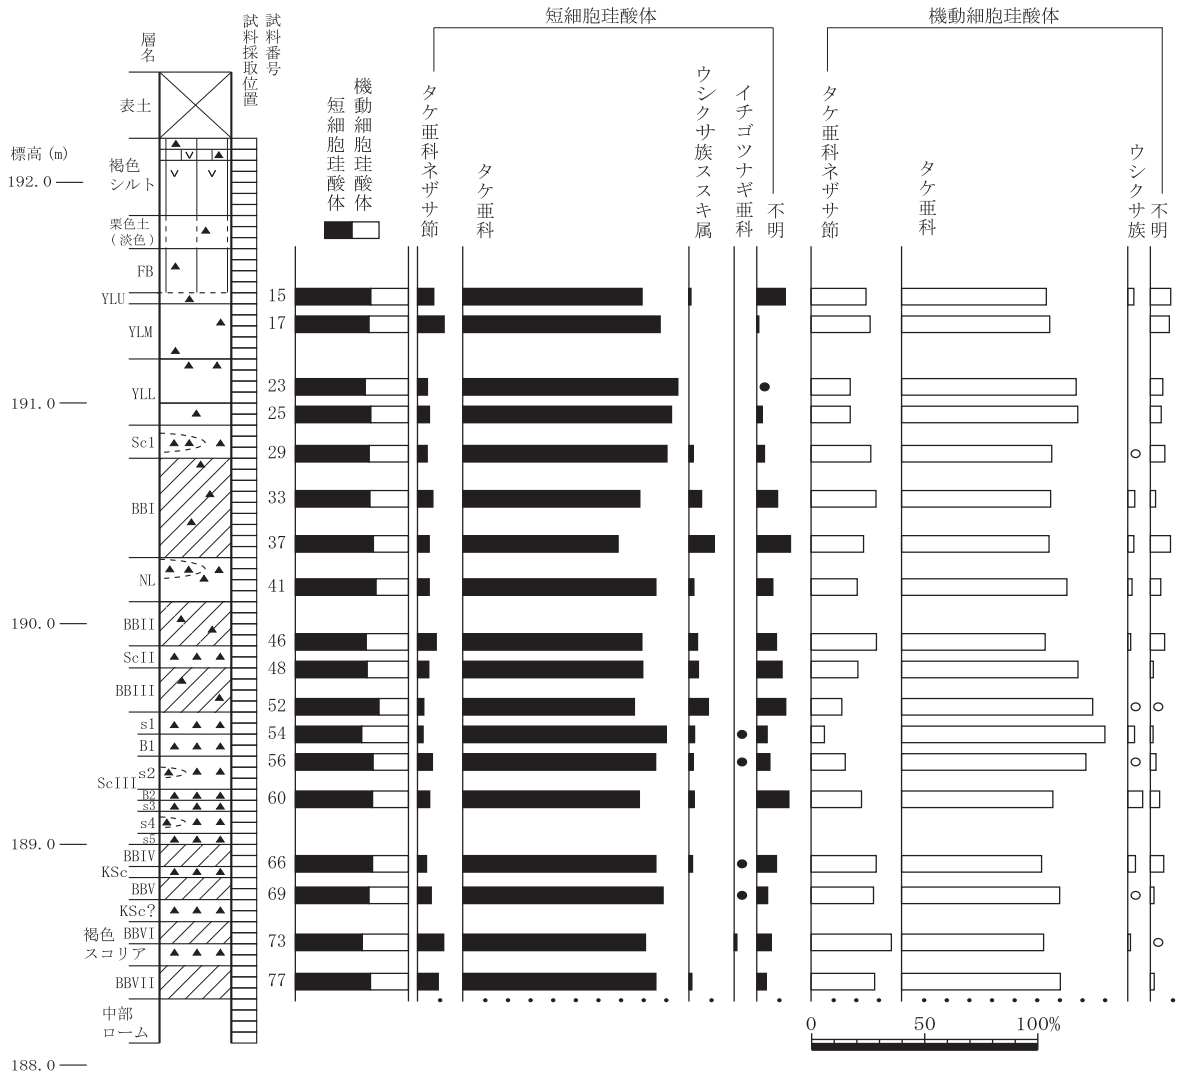 短細胞珪酸体
機動細胞珪酸体
層名
試料採取位置
試料番号
短細胞珪酸体
機動細胞珪酸体
タケ亜科ネザサ節
タケ亜科
ウシクサ族ススキ属
イチゴツナギ亜科
不明
タケ亜科ネザサ節
タケ亜科
ウシクサ族
不明
標高(m)
192.0
191.0
190.0
189.0
188.0
表土
褐色
シルト
栗色土
(淡色)
FB
YLU
YLM
YLL
Sc1
BBI
NL
BBII
ScII
BBIII
s1
B1
ScIII
s2
B2
s3
s4
s5
BBIV
KSc
BBV
KSc?
BBVI
褐色
スコリア
BBVII
中部
ローム
15
17
23
25
29
33
37
41
46
48
52
54
56
60
66
69
73
77
0
50
100%